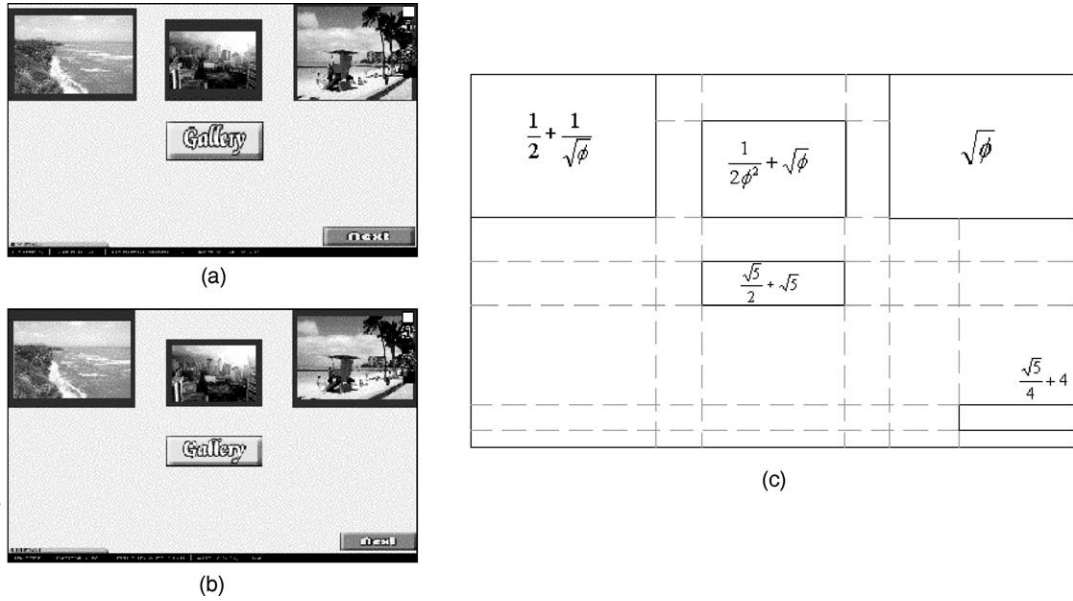 Gallery
next
(a)
Gallery
next
(b)
1/2 + 1/√ϕ
1/2ϕ² + √ϕ
√ϕ
√5/2 + √5
√5/4 + 4
(c)